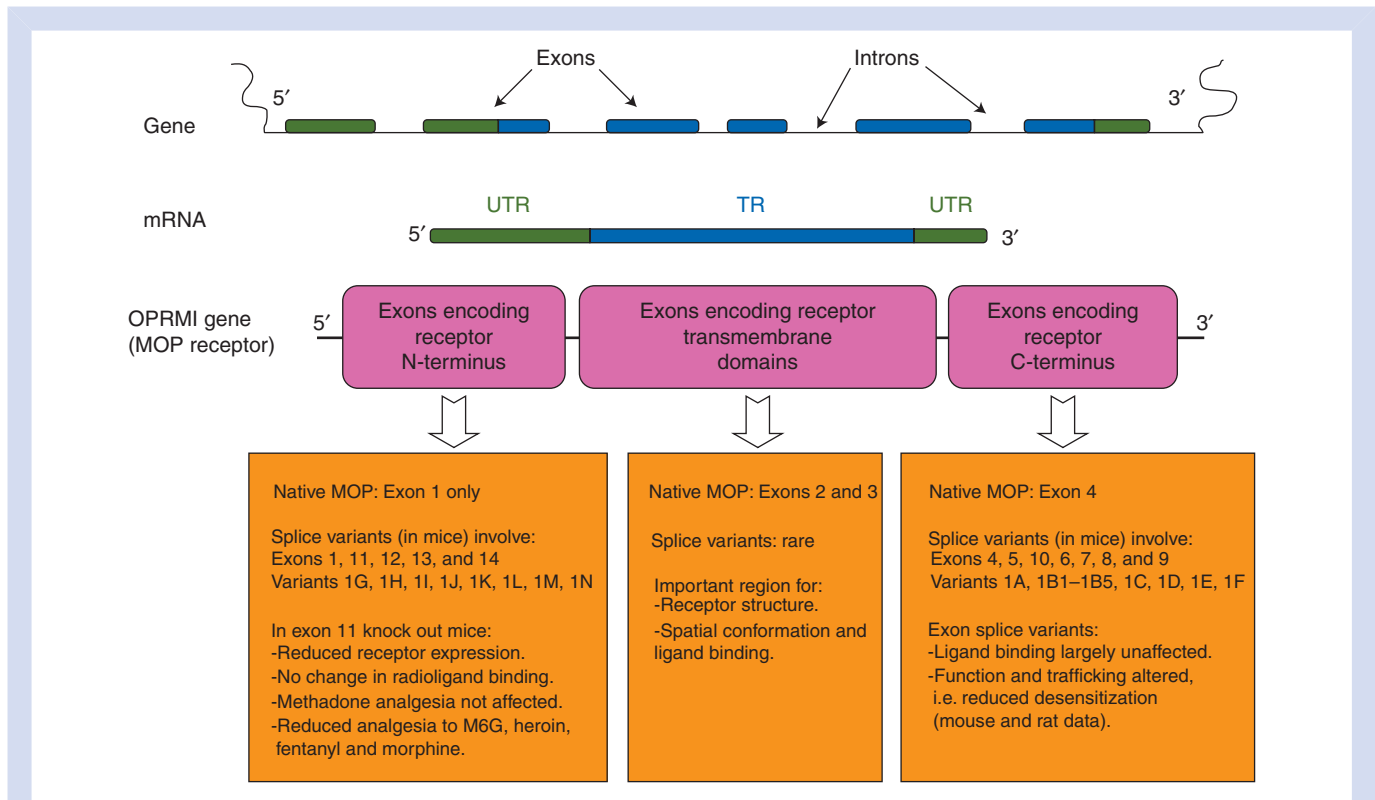 Exons
Introns
5′
3′
Gene
UTR
TR
UTR
mRNA
5′
3′
OPRMI gene
(MOP receptor)
5′
Exons encoding
receptor
N-terminus
Exons encoding receptor
transmembrane
domains
Exons encoding
receptor
C-terminus
3′
Native MOP: Exon 1 only
Splice variants (in mice) involve:
Exons 1, 11, 12, 13, and 14
Variants 1G, 1H, 1I, 1J, 1K, 1L, 1M, 1N
In exon 11 knock out mice:
-Reduced receptor expression.
-No change in radioligand binding.
-Methadone analgesia not affected.
-Reduced analgesia to M6G, heroin,
fentanyl and morphine.
Native MOP: Exons 2 and 3
Splice variants: rare
Important region for:
-Receptor structure.
-Spatial conformation and
ligand binding.
Native MOP: Exon 4
Splice variants (in mice) involve:
Exons 4, 5, 10, 6, 7, 8, and 9
Variants 1A, 1B1–1B5, 1C, 1D, 1E, 1F
Exon splice variants:
-Ligand binding largely unaffected.
-Function and trafficking altered,
i.e. reduced desensitization
(mouse and rat data).